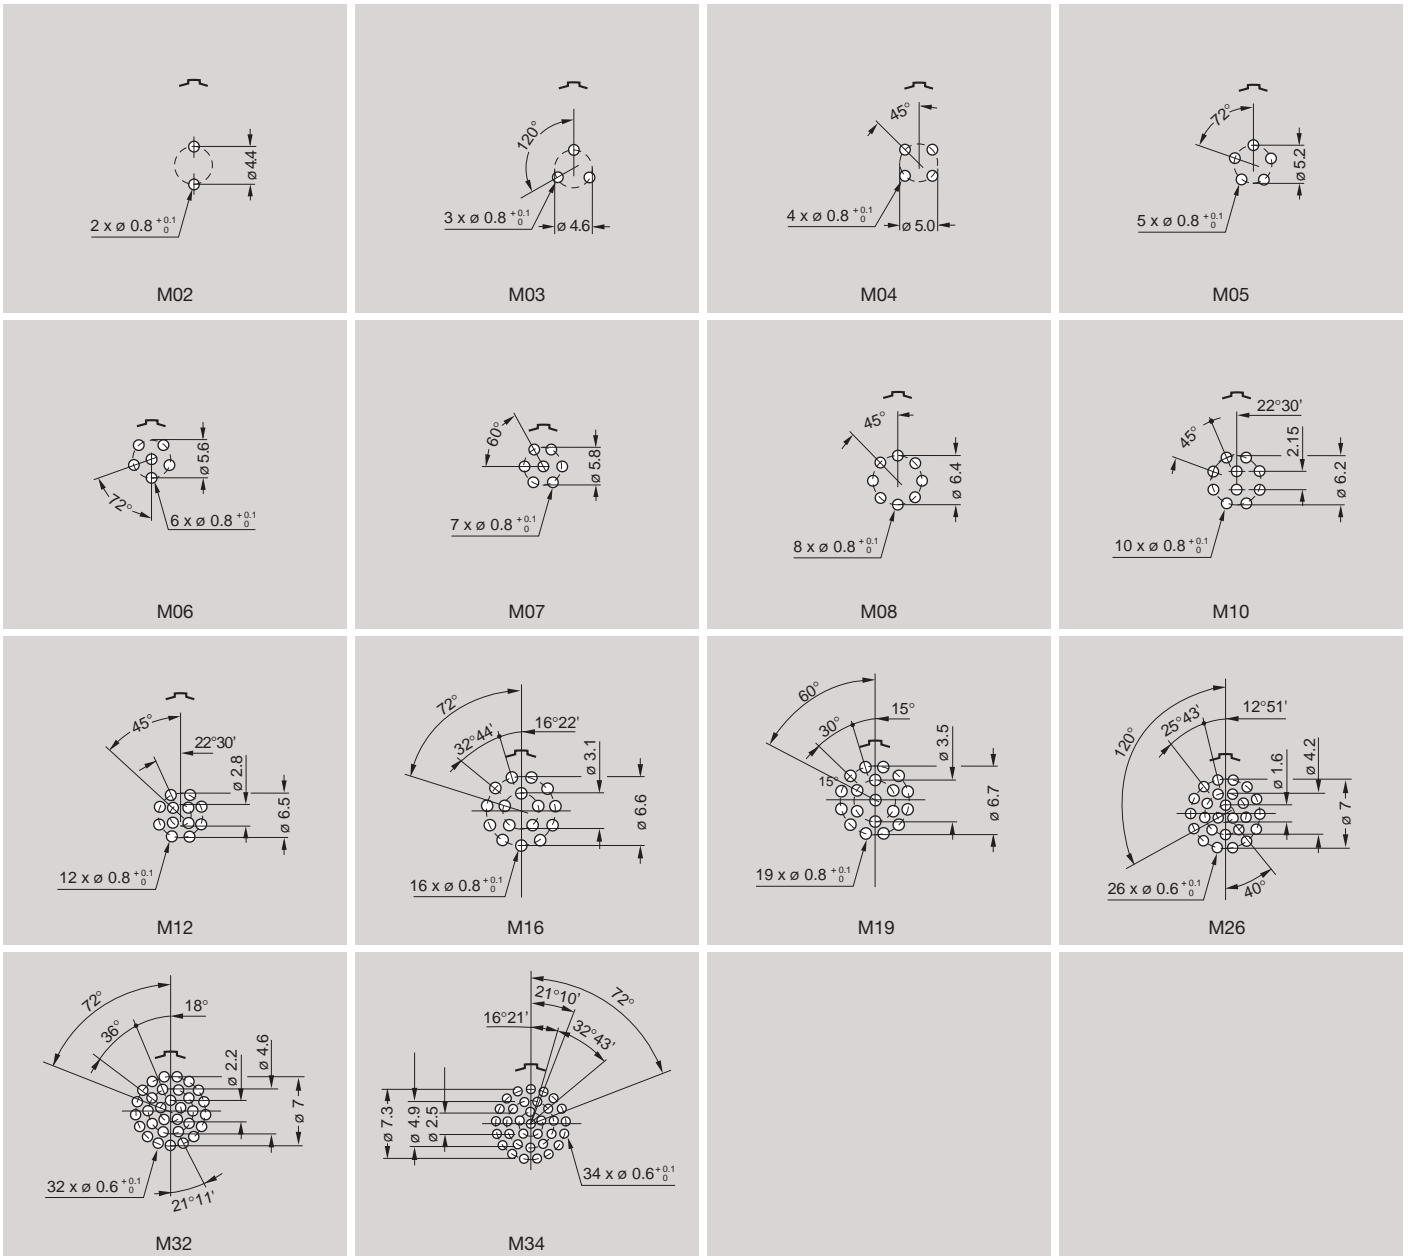 ø 4.4
2 x ø 0.8 +0.1 0
M02
120°
3 x ø 0.8 +0.1 0
ø 4.6
M03
45°
4 x ø 0.8 +0.1 0
ø 5.0
M04
72°
ø 5.2
5 x ø 0.8 +0.1 0
M05
ø 5.6
72°
6 x ø 0.8 +0.1 0
M06
60°
ø 5.8
7 x ø 0.8 +0.1 0
M07
45°
ø 6.4
8 x ø 0.8 +0.1 0
M08
22°30'
45°
2.15
ø 6.2
10 x ø 0.8 +0.1 0
M10
45°
22°30'
ø 2.8
ø 6.5
12 x ø 0.8 +0.1 0
M12
72°
32°44'
16°22'
ø 3.1
ø 6.6
16 x ø 0.8 +0.1 0
M16
60°
30°
15°
15°
ø 3.5
ø 6.7
19 x ø 0.8 +0.1 0
M19
120°
25°43'
12°51'
ø 1.6
ø 4.2
ø 7
26 x ø 0.6 +0.1 0
40°
M26
72°
36°
18°
ø 2.2
ø 4.6
ø 7
32 x ø 0.6 +0.1 0
21°11'
M32
21°10'
72°
16°21'
32°43'
ø 7.3
ø 4.9
ø 2.5
34 x ø 0.6 +0.1 0
M34